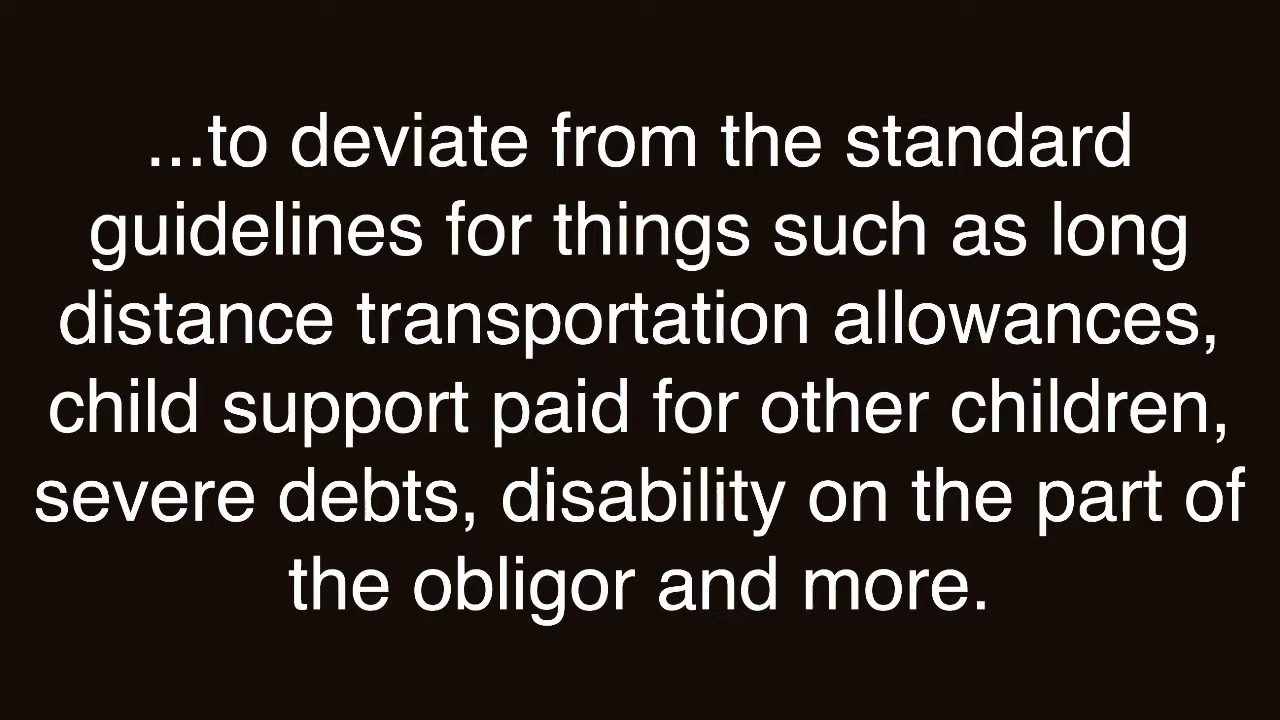 ...to deviate from the standard
guidelines for things such as long
distance transportation allowances,
child support paid for other children,
severe debts, disability on the part of
the obligor and more.